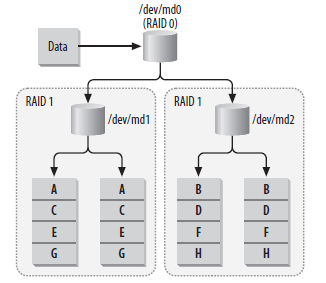 /dev/md0
(RAID 0)
Data
RAID 1
RAID 1
/dev/md1
/dev/md2
A A B B
C C D D
E E F F
G G H H